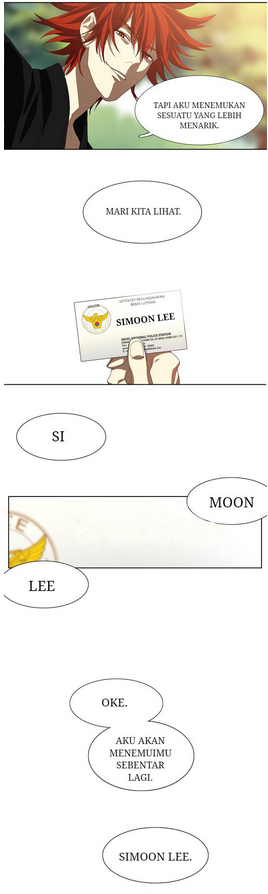 TAPI AKU MENEMUKAN
SESUATU YANG LEBIH
MENARIK.
MARI KITA LIHAT.
SIMOON LEE
SI
MOON
LEE
OKE.
AKU AKAN
MENEMUIMU
SEBENTAR
LAGI.
SIMOON LEE.